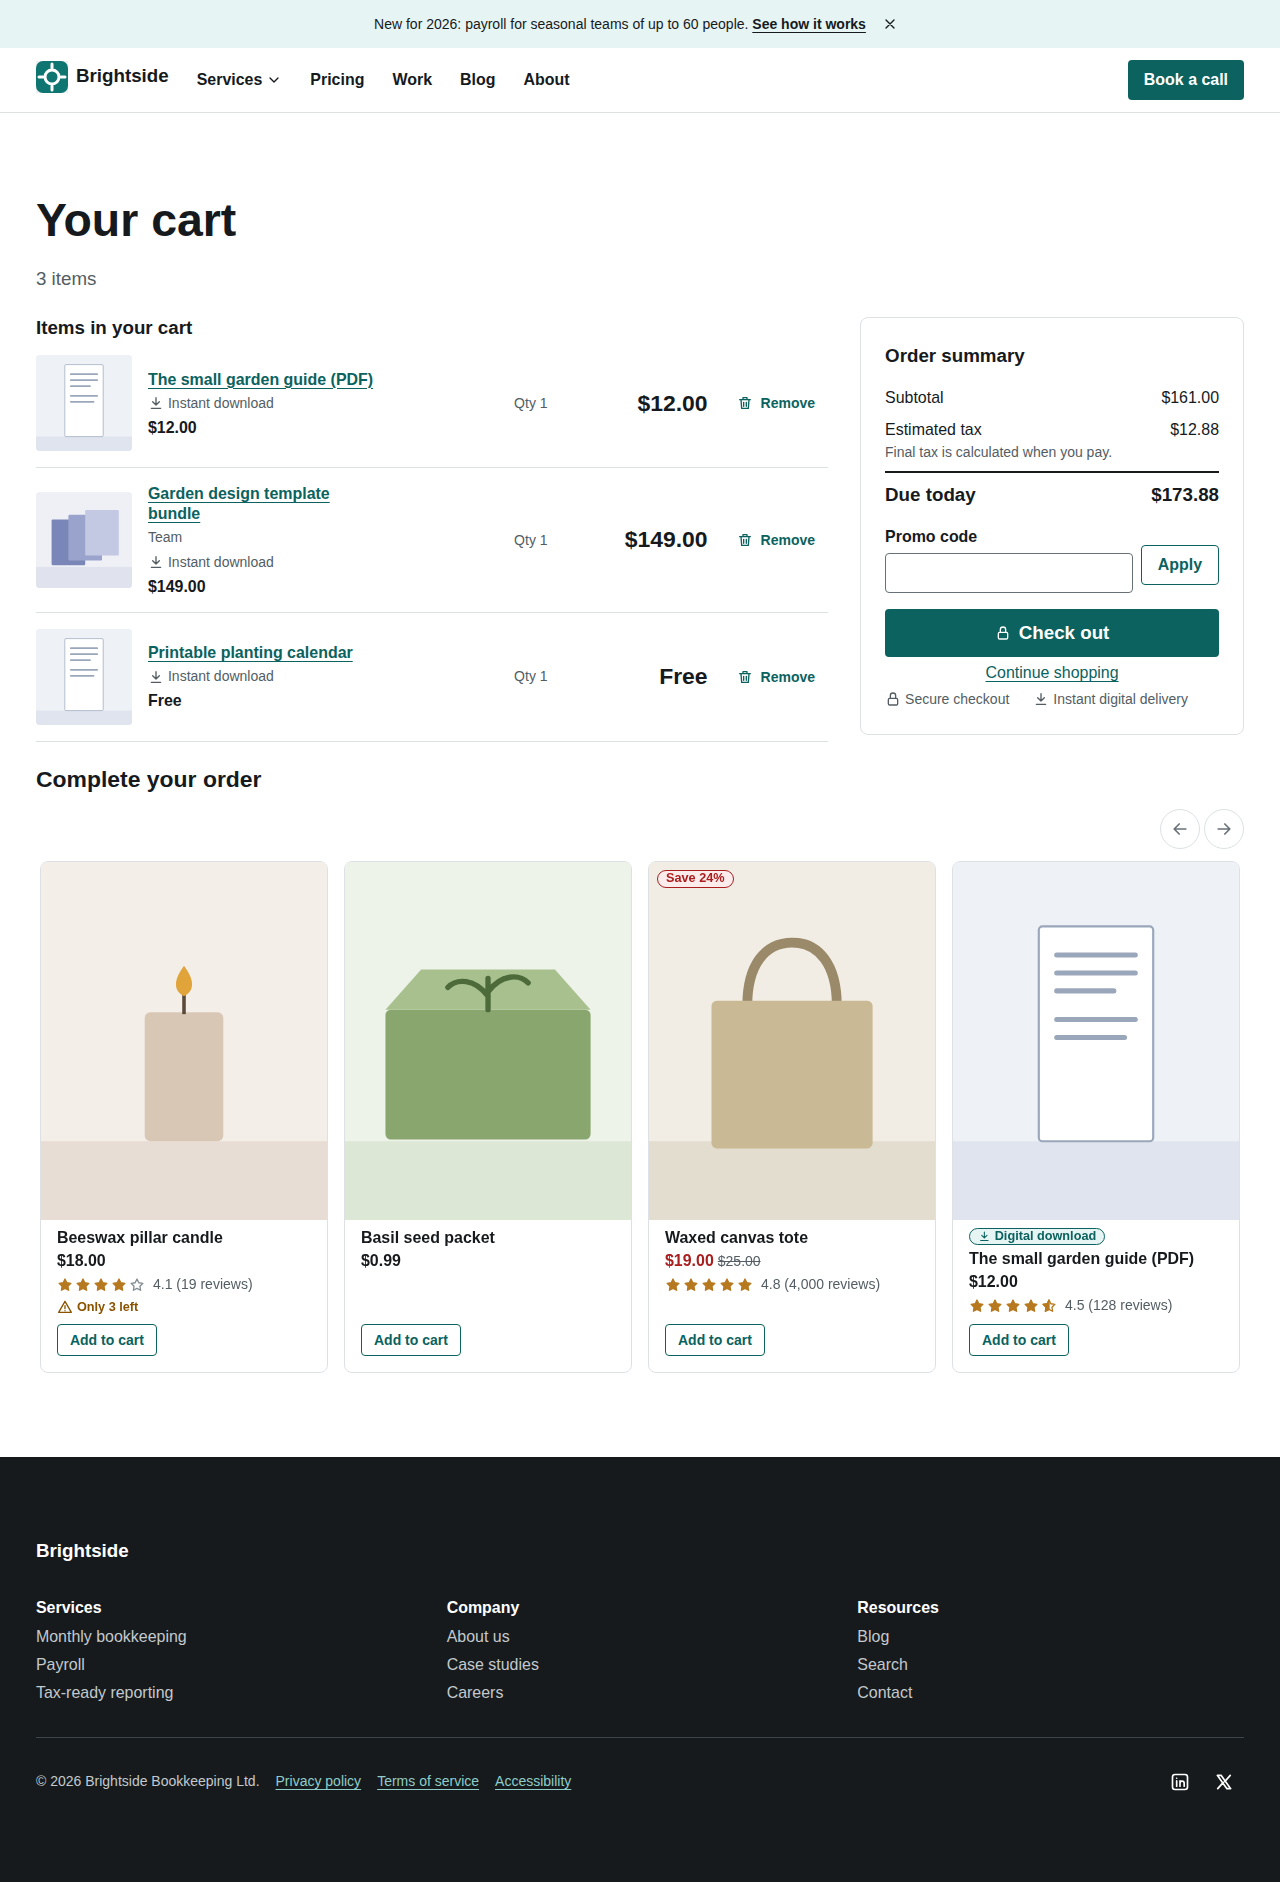 New for 2026: payroll for seasonal teams of up to 60 people. See how it works
Brightside
Services
Pricing
Work
Blog
About
Book a call
Your cart
3 items
Items in your cart
The small garden guide (PDF)
Instant download
$12.00
Qty 1
$12.00
Remove
Garden design template
bundle
Team
Instant download
$149.00
Qty 1
$149.00
Remove
Printable planting calendar
Instant download
Free
Qty 1
Free
Remove
Order summary
Subtotal $161.00
Estimated tax $12.88
Final tax is calculated when you pay.
Due today $173.88
Promo code
Apply
Check out
Continue shopping
Secure checkout
Instant digital delivery
Complete your order
Beeswax pillar candle
$18.00
4.1 (19 reviews)
Only 3 left
Add to cart
Basil seed packet
$0.99
Add to cart
Save 24%
Waxed canvas tote
$19.00 $25.00
4.8 (4,000 reviews)
Add to cart
Digital download
The small garden guide (PDF)
$12.00
4.5 (128 reviews)
Add to cart
Brightside
Services
Monthly bookkeeping
Payroll
Tax-ready reporting
Company
About us
Case studies
Careers
Resources
Blog
Search
Contact
© 2026 Brightside Bookkeeping Ltd.
Privacy policy
Terms of service
Accessibility